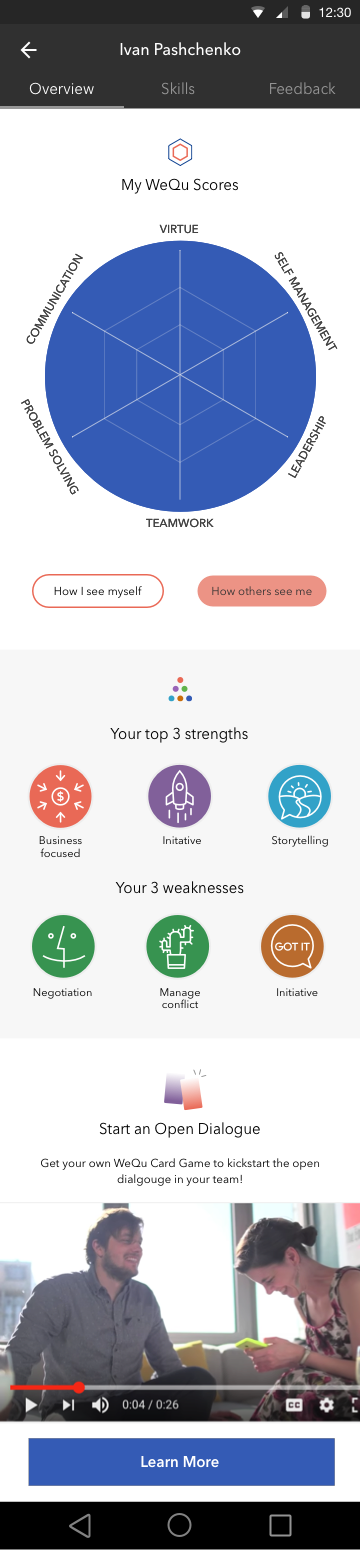 12:30
Ivan Pashchenko
Overview
Skills
Feedback
My WeQu Scores
VIRTUE
COMMUNICATION
SELF MANAGEMENT
PROBLEM SOLVING
LEADERSHIP
TEAMWORK
How I see myself
How others see me
Your top 3 strengths
$
Business
focused
Initative
Storytelling
Your 3 weaknesses
GOT IT
Negotiation
Manage
conflict
Initiative
Start an Open Dialogue
Get your own WeQu Card Game to kickstart the open
dialgouge in your team!
0:04 / 0:26
CC
Learn More